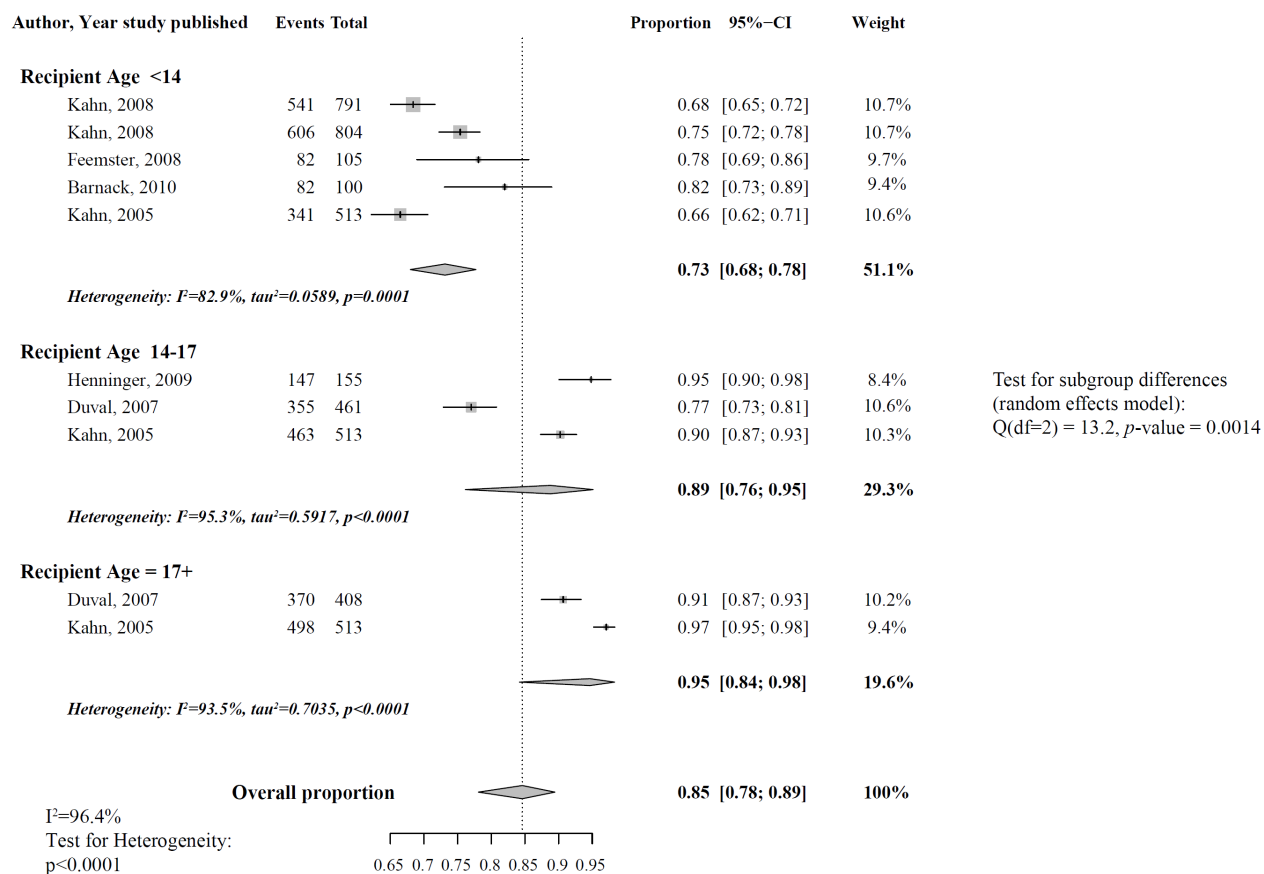 Author, Year study published Events Total Proportion 95%−CI Weight
Recipient Age <14
Kahn, 2008 541 791 0.68 [0.65; 0.72] 10.7%
Kahn, 2008 606 804 0.75 [0.72; 0.78] 10.7%
Feemster, 2008 82 105 0.78 [0.69; 0.86] 9.7%
Barnack, 2010 82 100 0.82 [0.73; 0.89] 9.4%
Kahn, 2005 341 513 0.66 [0.62; 0.71] 10.6%
0.73 [0.68; 0.78] 51.1%
Heterogeneity: I²=82.9%, tau²=0.0589, p=0.0001
Recipient Age 14-17
Henninger, 2009 147 155 0.95 [0.90; 0.98] 8.4%
Duval, 2007 355 461 0.77 [0.73; 0.81] 10.6%
Kahn, 2005 463 513 0.90 [0.87; 0.93] 10.3%
Test for subgroup differences
(random effects model):
Q(df=2) = 13.2, p-value = 0.0014
0.89 [0.76; 0.95] 29.3%
Heterogeneity: I²=95.3%, tau²=0.5917, p<0.0001
Recipient Age = 17+
Duval, 2007 370 408 0.91 [0.87; 0.93] 10.2%
Kahn, 2005 498 513 0.97 [0.95; 0.98] 9.4%
0.95 [0.84; 0.98] 19.6%
Heterogeneity: I²=93.5%, tau²=0.7035, p<0.0001
Overall proportion 0.85 [0.78; 0.89] 100%
I²=96.4%
Test for Heterogeneity:
p<0.0001
0.65 0.7 0.75 0.8 0.85 0.9 0.95